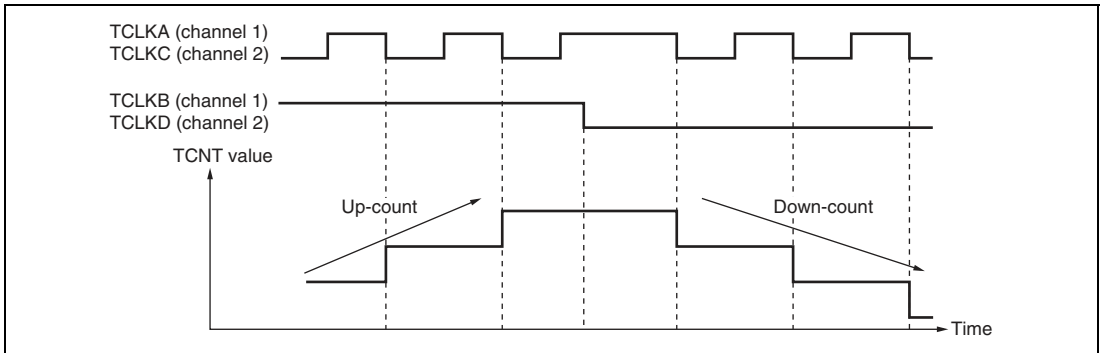 TCLKA (channel 1)
TCLKC (channel 2)
TCLKB (channel 1)
TCLKD (channel 2)
TCNT value
Up-count
Down-count
Time